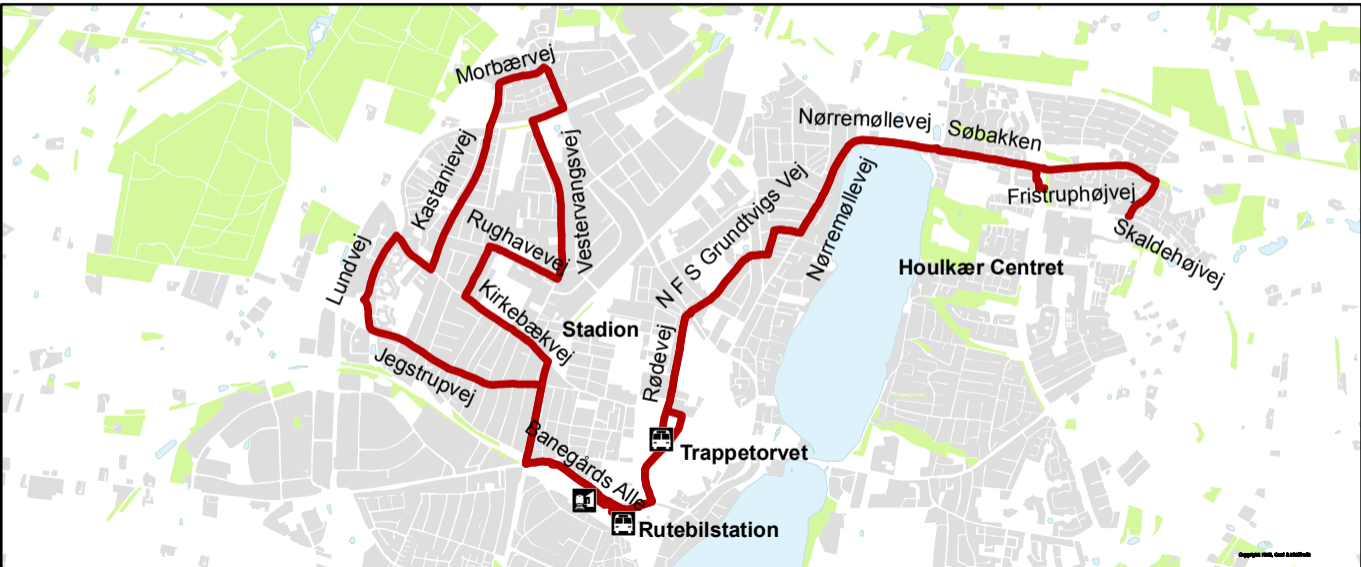 Morbærvej
Nørremøllevej
Søbakken
Kastanievej
Vestervangsvej
Fristruphøjvej
N F S Grundtvigs Vej
Nørremøllevej
Rughavevej
Skaldehøjvej
Lundvej
Houlkær Centret
Kirkebækvej
Stadion
Jegstrupvej
Rødevej
Banegårds Alle
Trappetorvet
Rutebilstation